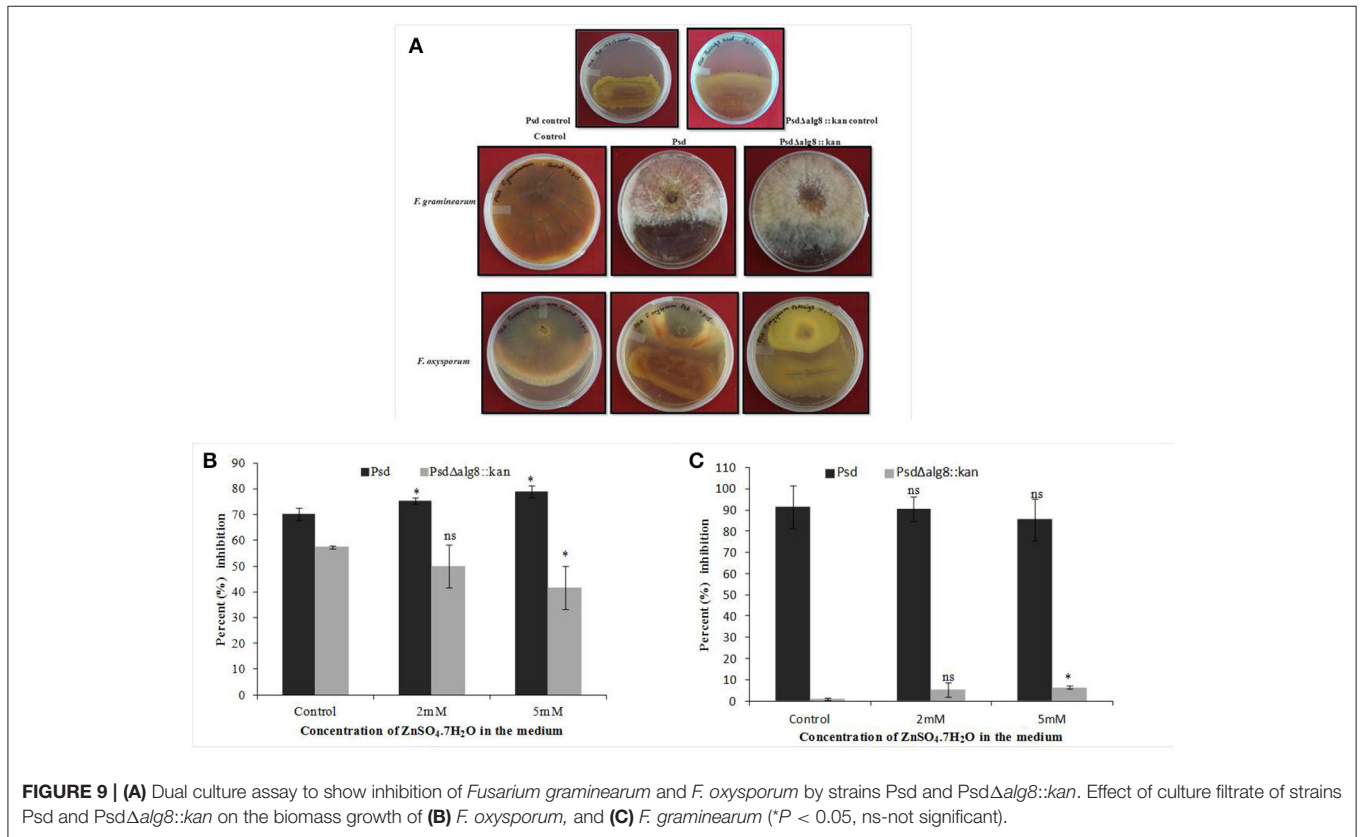 A
Psd control
PsdΔalg8::kan control
Control
Psd
PsdΔalg8::kan
F. graminearum
F. oxysporum
B
Psd
PsdΔalg8::kan
Percent (%) inhibition
90
80
70
60
50
40
30
20
10
0
*
ns
*
*
Control
2mM
5mM
Concentration of ZnSO₄.7H₂O in the medium
C
Psd
PsdΔalg8::kan
Percent (%) inhibition
110
100
90
80
70
60
50
40
30
20
10
0
ns
ns
ns
*
Control
2mM
5mM
Concentration of ZnSO₄.7H₂O in the medium
FIGURE 9 | (A) Dual culture assay to show inhibition of Fusarium graminearum and F. oxysporum by strains Psd and PsdΔalg8::kan. Effect of culture filtrate of strains
Psd and PsdΔalg8::kan on the biomass growth of (B) F. oxysporum, and (C) F. graminearum (*P < 0.05, ns-not significant).